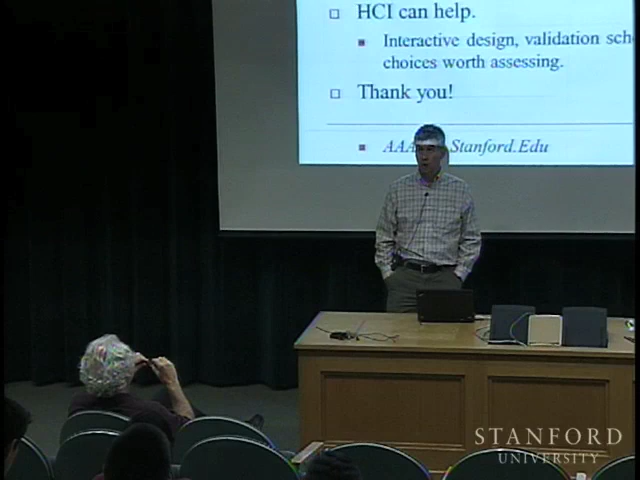 HCI can help.
Interactive design, validation
choices worth assessing.
Thank you!
Stanford.Edu
STANFORD
UNIVERSITY